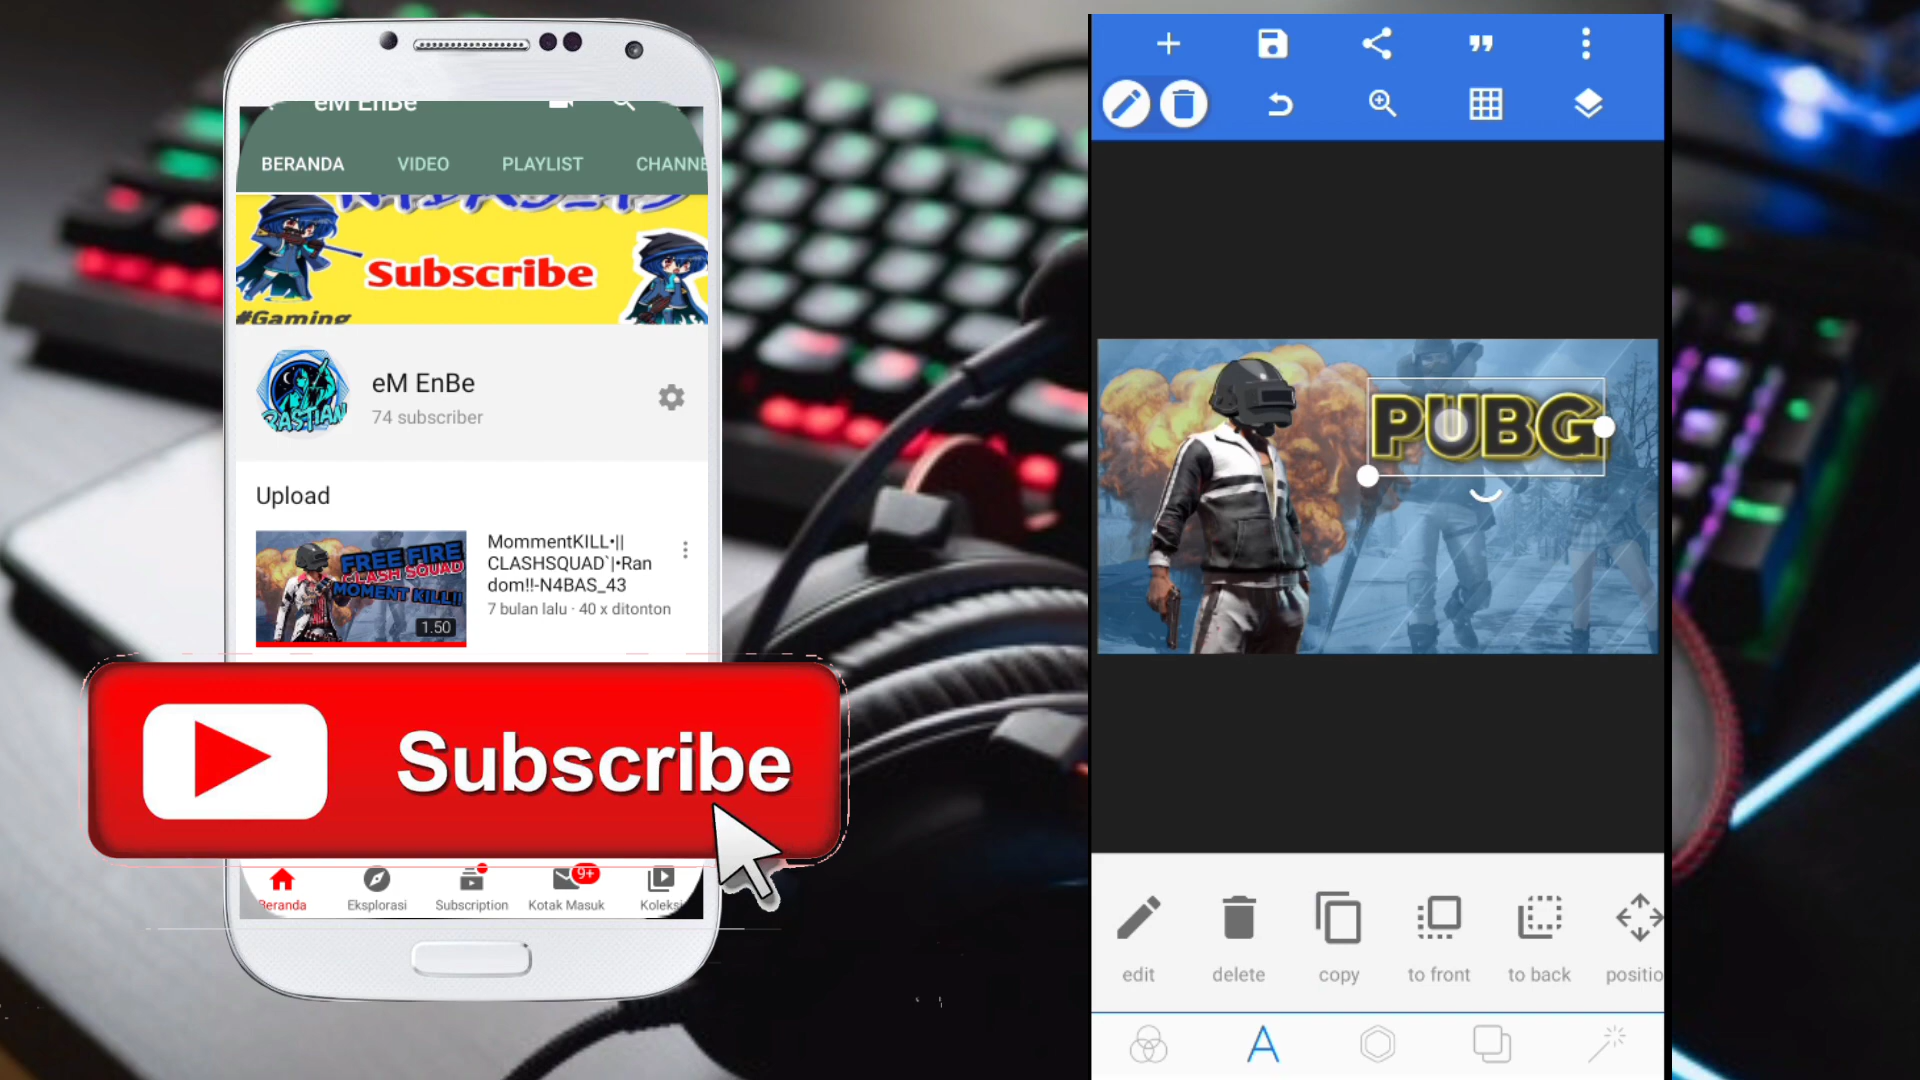 eM EnBe
BERANDA VIDEO PLAYLIST CHANNE
Subscribe
#Gaming
BASTIAN
eM EnBe
74 subscriber
Upload
FREE FIRE
CLASH SQUAD
MOMENT KILL!!
1.50
MommentKILL•||
CLASHSQUAD`|•Ran
dom!!-N4BAS_43
7 bulan lalu · 40 x ditonton
Subscribe
9+
Beranda Eksplorasi Subscription Kotak Masuk Koleksi
PUBG
edit delete copy to front to back positio